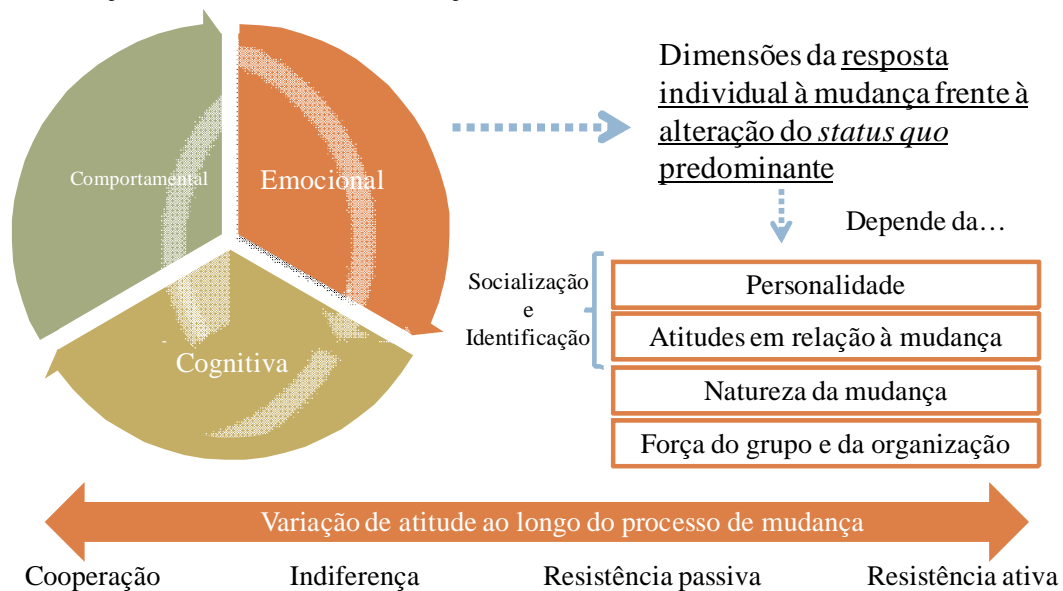 Comportamental
Emocional
Cognitiva
Dimensões da resposta
individual à mudança frente à
alteração do status quo
predominante
Depende da…
Socialização
e
Identificação
Personalidade
Atitudes em relação à mudança
Natureza da mudança
Força do grupo e da organização
Variação de atitude ao longo do processo de mudança
Cooperação
Indiferença
Resistência passiva
Resistência ativa